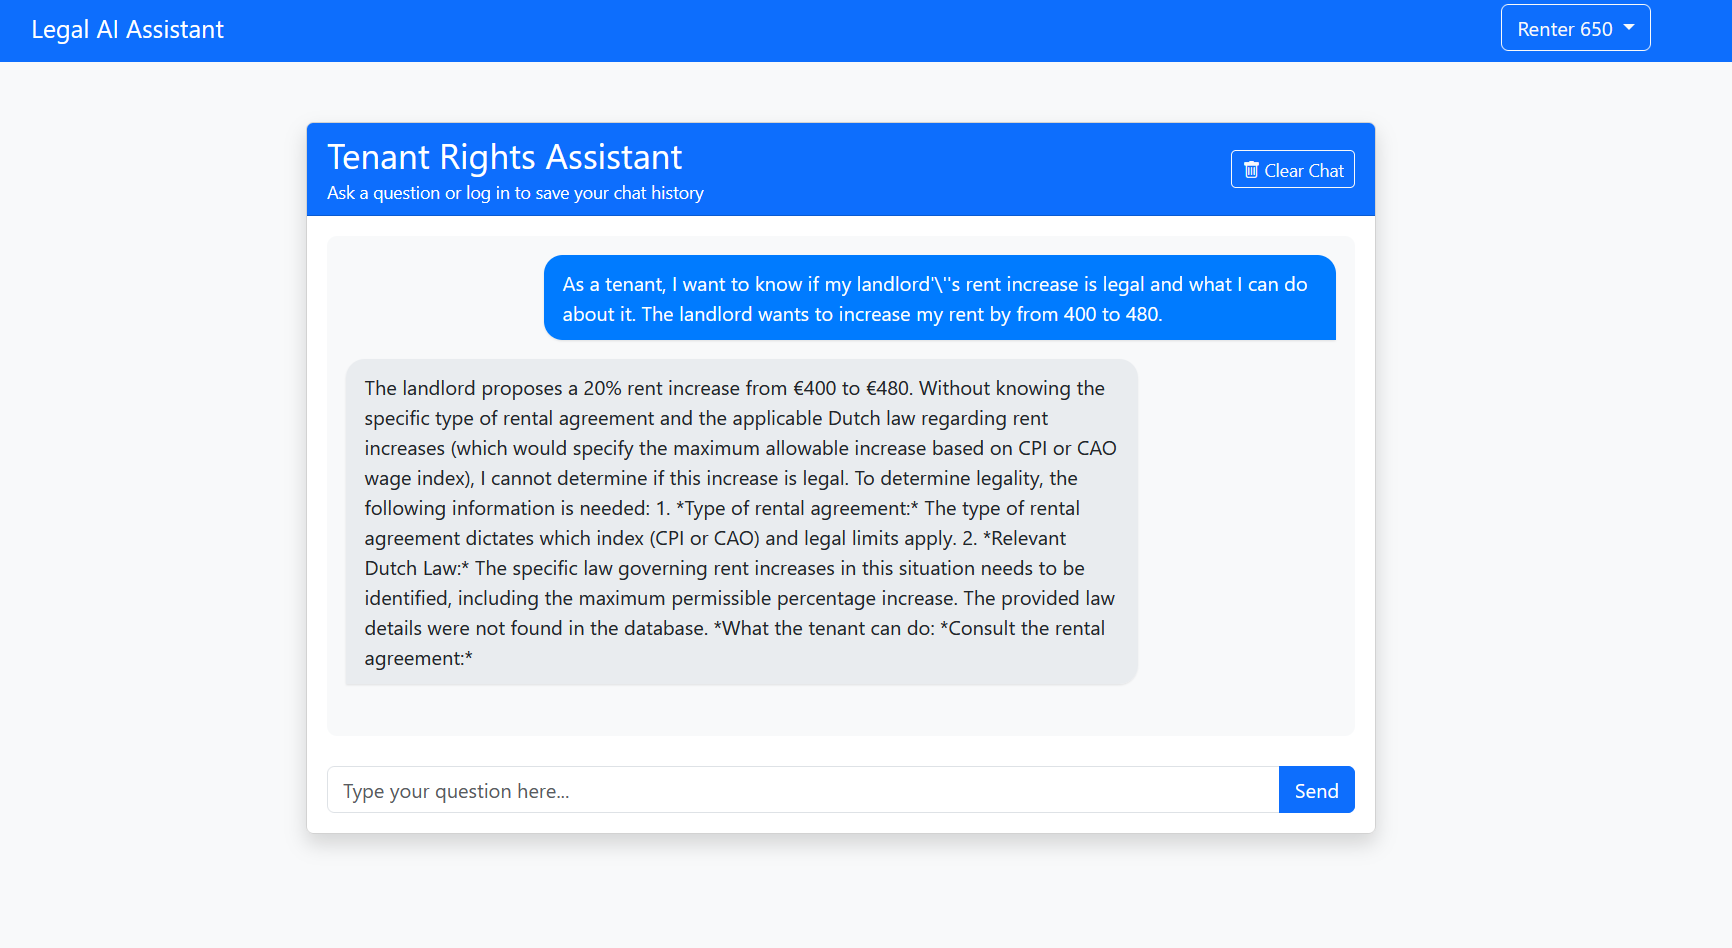 Legal AI Assistant
Renter 650
Tenant Rights Assistant
Ask a question or log in to save your chat history
Clear Chat
As a tenant, I want to know if my landlord'\''s rent increase is legal and what I can do
about it. The landlord wants to increase my rent by from 400 to 480.
The landlord proposes a 20% rent increase from €400 to €480. Without knowing the
specific type of rental agreement and the applicable Dutch law regarding rent
increases (which would specify the maximum allowable increase based on CPI or CAO
wage index), I cannot determine if this increase is legal. To determine legality, the
following information is needed: 1. *Type of rental agreement:* The type of rental
agreement dictates which index (CPI or CAO) and legal limits apply. 2. *Relevant
Dutch Law:* The specific law governing rent increases in this situation needs to be
identified, including the maximum permissible percentage increase. The provided law
details were not found in the database. *What the tenant can do: *Consult the rental
agreement:*
Type your question here...
Send